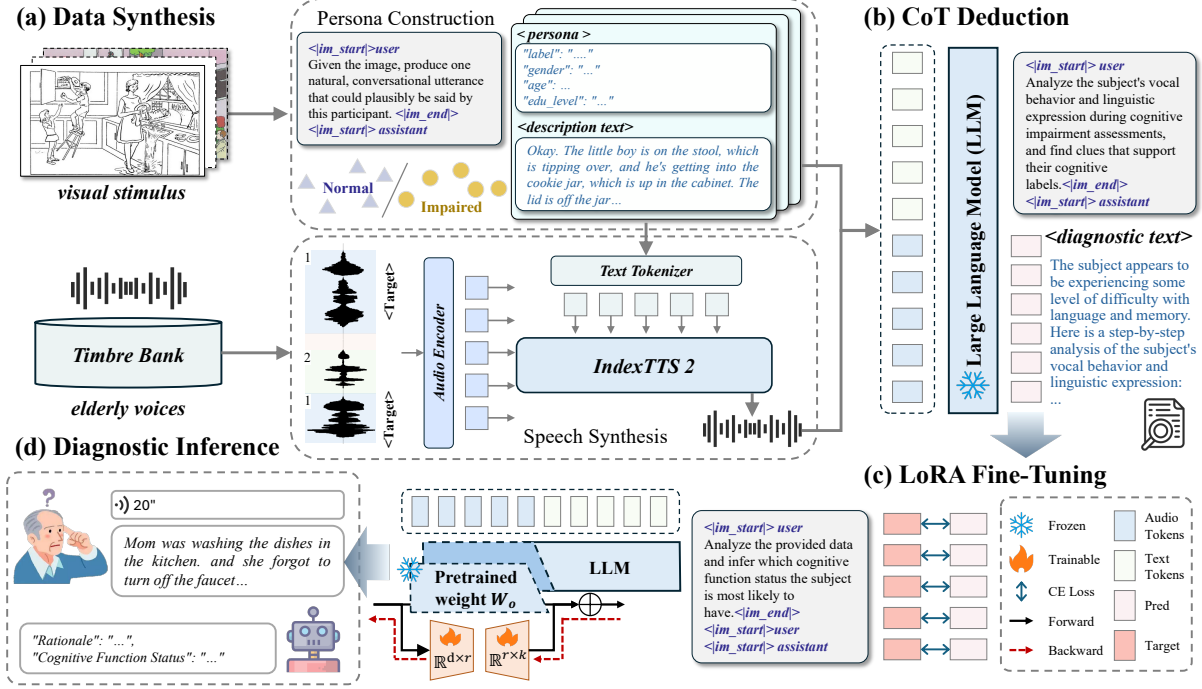 (a) Data Synthesis
visual stimulus
Timbre Bank
elderly voices
Persona Construction
<|im_start|>user
Given the image, produce one
natural, conversational utterance
that could plausibly be said by
this participant. <|im_end|>
<|im_start|> assistant
Normal
Impaired
< persona >
"label": "...."
"gender": "..."
"age": ...
"edu_level": "..."
<description text>
Okay. The little boy is on the stool, which
is tipping over, and he's getting into the
cookie jar, which is up in the cabinet. The
lid is off the jar…
1
<Target>
2
1
<Target>
Audio Encoder
Text Tokenizer
IndexTTS 2
Speech Synthesis
(b) CoT Deduction
Large Language Model (LLM)
<|im_start|> user
Analyze the subject's vocal
behavior and linguistic
expression during cognitive
impairment assessments,
and find clues that support
their cognitive
labels.<|im_end|>
<|im_start|> assistant
<diagnostic text>
The subject appears to
be experiencing some
level of difficulty with
language and memory.
Here is a step-by-step
analysis of the subject's
vocal behavior and
linguistic expression:
...
(d) Diagnostic Inference
?
20"
Mom was washing the dishes in
the kitchen. and she forgot to
turn off the faucet…
"Rationale": "...",
"Cognitive Function Status": "..."
LLM
Pretrained
weight Wo
ℝd×r
ℝr×k
(c) LoRA Fine-Tuning
<|im_start|> user
Analyze the provided data
and infer which cognitive
function status the subject
is most likely to
have.<|im_end|>
<|im_start|>user
<|im_start|> assistant
Frozen
Trainable
CE Loss
Forward
Backward
Audio
Tokens
Text
Tokens
Pred
Target